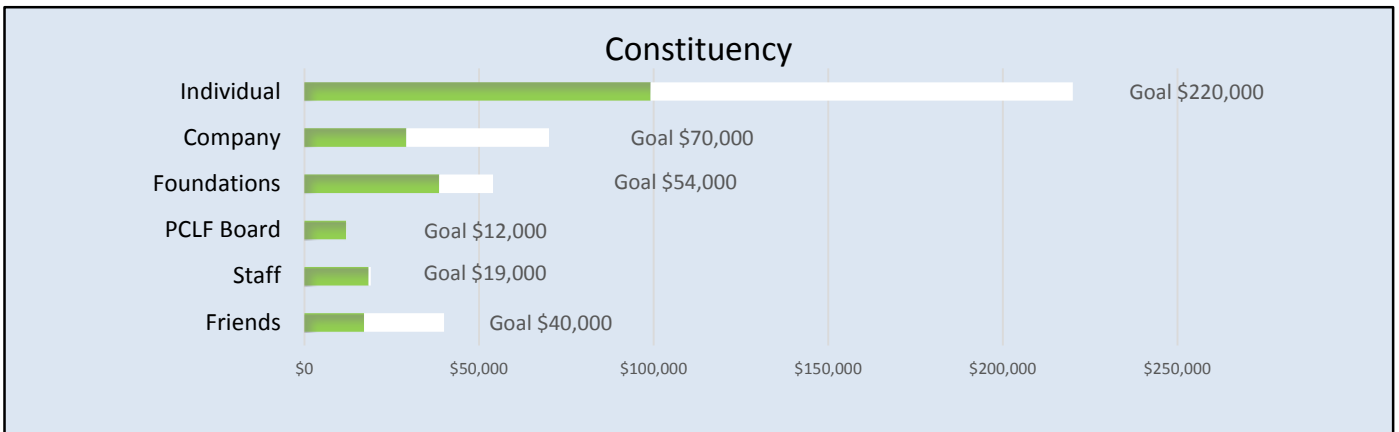 Constituency
Individual Goal $220,000
Company Goal $70,000
Foundations Goal $54,000
PCLF Board Goal $12,000
Staff Goal $19,000
Friends Goal $40,000
$0 $50,000 $100,000 $150,000 $200,000 $250,000